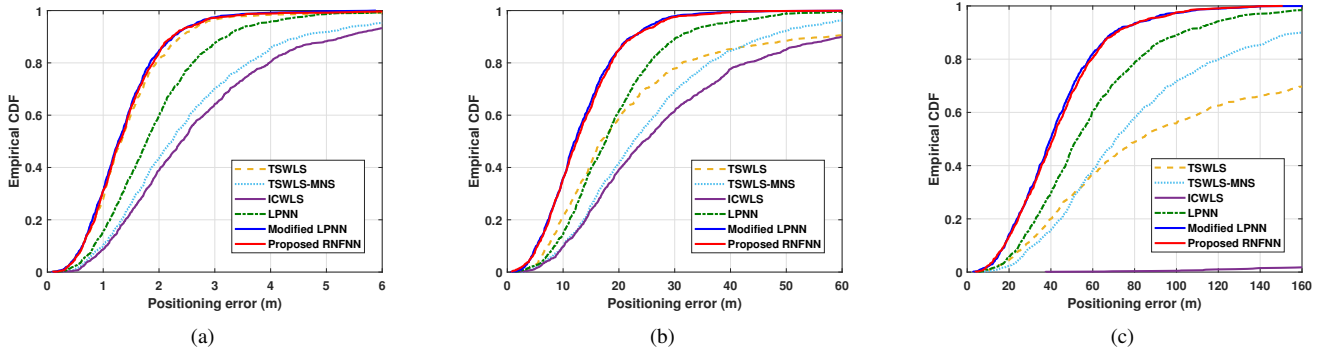 Empirical CDF
1
0.8
0.6
0.4
0.2
0
0 1 2 3 4 5 6
Positioning error (m)
TSWLS
TSWLS-MNS
ICWLS
LPNN
Modified LPNN
Proposed RNFNN
(a)
Empirical CDF
1
0.8
0.6
0.4
0.2
0
0 10 20 30 40 50 60
Positioning error (m)
TSWLS
TSWLS-MNS
ICWLS
LPNN
Modified LPNN
Proposed RNFNN
(b)
Empirical CDF
1
0.8
0.6
0.4
0.2
0
0 20 40 60 80 100 120 140 160
Positioning error (m)
TSWLS
TSWLS-MNS
ICWLS
LPNN
Modified LPNN
Proposed RNFNN
(c)